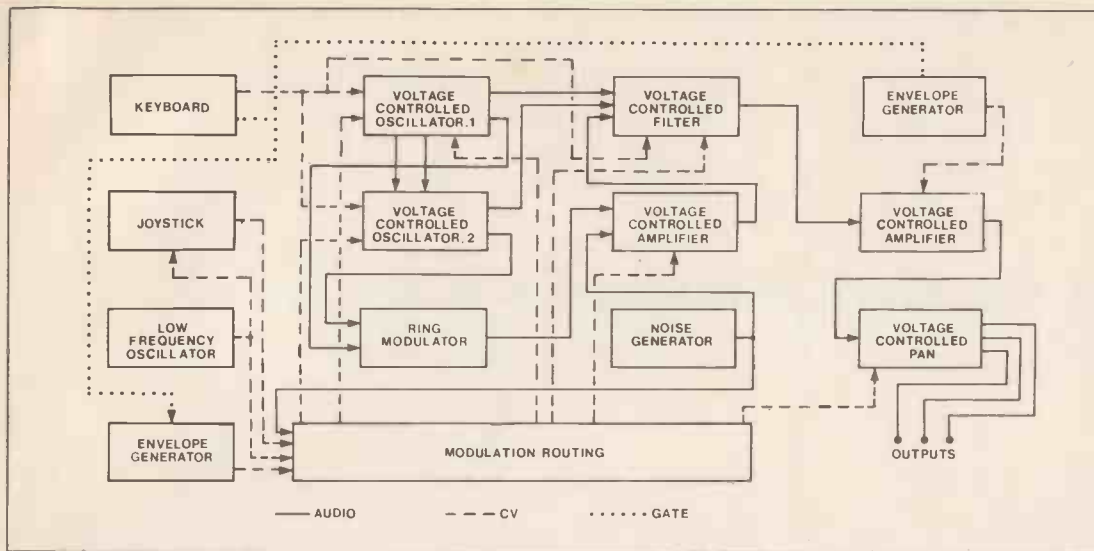 KEYBOARD
VOLTAGE
CONTROLLED
OSCILLATOR.1
VOLTAGE
CONTROLLED
FILTER
ENVELOPE
GENERATOR
JOYSTICK
VOLTAGE
CONTROLLED
OSCILLATOR.2
VOLTAGE
CONTROLLED
AMPLIFIER
VOLTAGE
CONTROLLED
AMPLIFIER
LOW
FREQUENCY
OSCILLATOR
RING
MODULATOR
NOISE
GENERATOR
VOLTAGE
CONTROLLED
PAN
ENVELOPE
GENERATOR
MODULATION ROUTING
OUTPUTS
AUDIO
CV
GATE